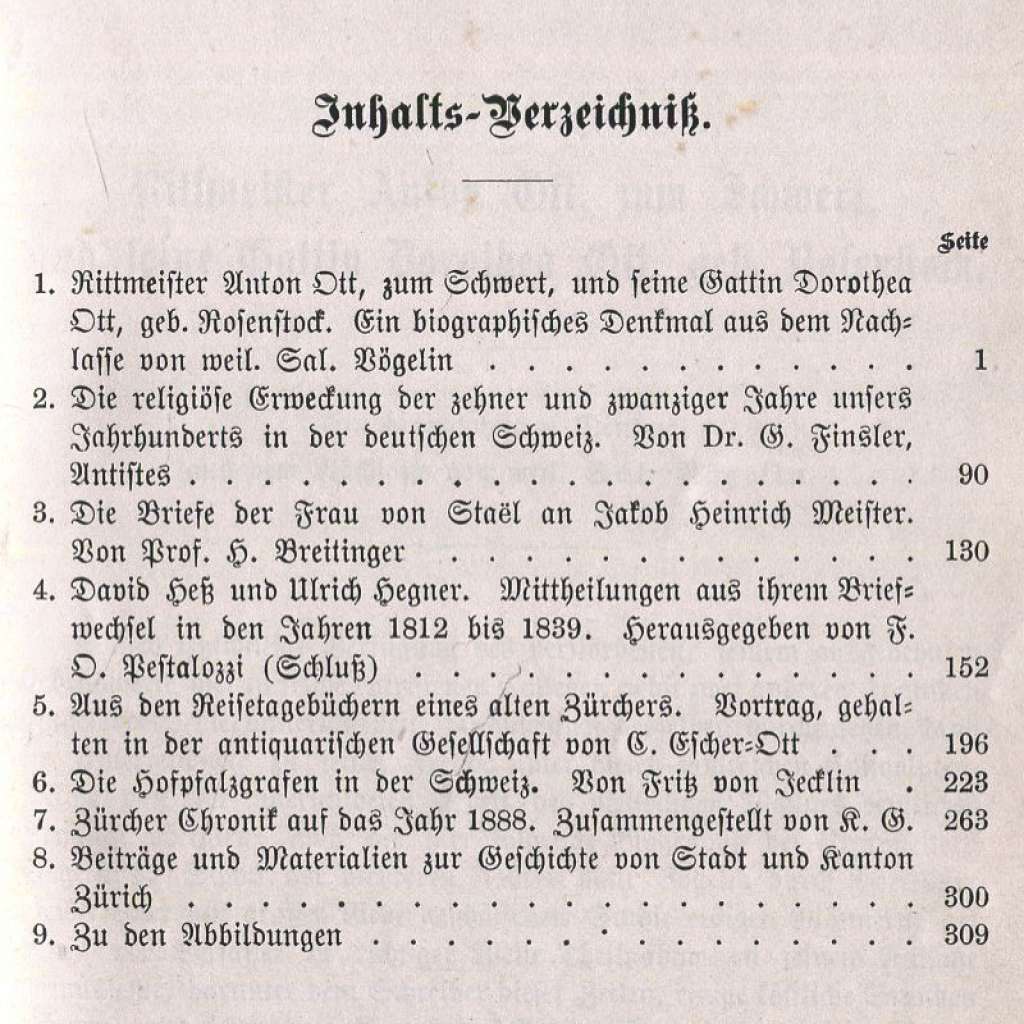 Inhalts-Verzeichniß.
Seite
1. Rittmeister Anton Ott, zum Schwert, und seine Gattin Dorothea
Ott, geb. Rosenstock. Ein biographisches Denkmal aus dem Nach-
lasse von weil. Sal. Vögelin . . . . . . . . . . . . 1
2. Die religiöse Erweckung der zehner und zwanziger Jahre unsers
Jahrhunderts in der deutschen Schweiz. Von Dr. G. Finsler,
Antistes . . . . . . . . . . . . . . . . . . . . 90
3. Die Briefe der Frau von Staël an Jakob Heinrich Meister.
Von Prof. H. Breitinger . . . . . . . . . . . . . 130
4. David Heß und Ulrich Hegner. Mittheilungen aus ihrem Brief-
wechsel in den Jahren 1812 bis 1839. Herausgegeben von F.
O. Pestalozzi (Schluß) . . . . . . . . . . . . . . 152
5. Aus den Reisetagebüchern eines alten Zürchers. Vortrag, gehal-
ten in der antiquarischen Gesellschaft von C. Escher-Ott . . . 196
6. Die Hofpfalzgrafen in der Schweiz. Von Fritz von Jecklin . 223
7. Zürcher Chronik auf das Jahr 1888. Zusammengestellt von K. G. 263
8. Beiträge und Materialien zur Geschichte von Stadt und Kanton
Zürich . . . . . . . . . . . . . . . . . . . . 300
9. Zu den Abbildungen . . . . . . . . . . . . . . . 309